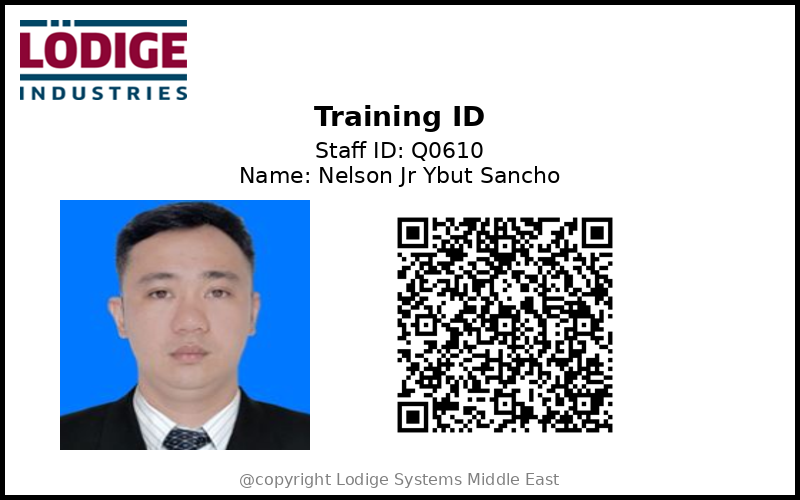 LÖDIGE
INDUSTRIES
Training ID
Staff ID: Q0610
Name: Nelson Jr Ybut Sancho
@copyright Lodige Systems Middle East